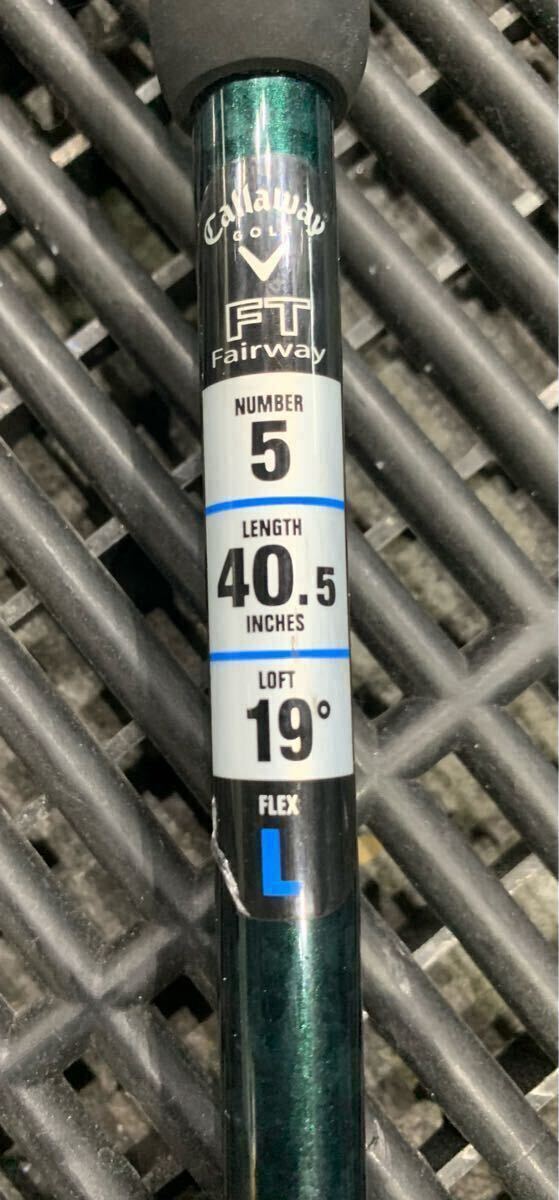 Callaway
GOLF
FT
Fairway
NUMBER
5
LENGTH
40.5
INCHES
LOFT
19°
FLEX
L